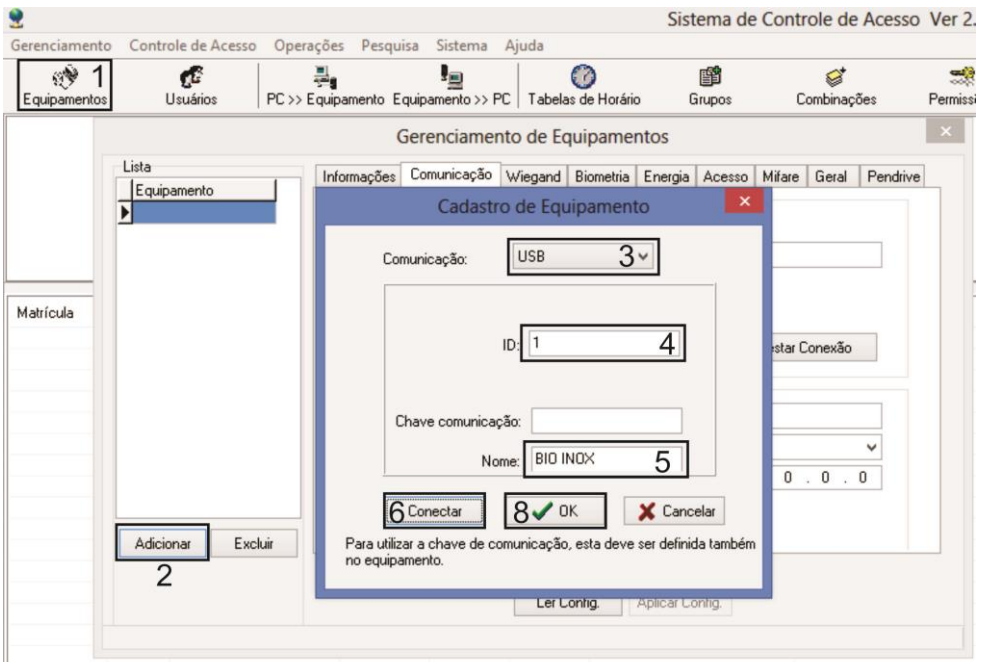 Sistema de Controle de Acesso Ver 2.
Gerenciamento Controle de Acesso Operações Pesquisa Sistema Ajuda
1
Equipamentos Usuários PC >> Equipamento Equipamento >> PC Tabelas de Horário Grupos Combinações Permiss
Gerenciamento de Equipamentos
Lista
Equipamento
Informações Comunicação Wiegand Biometria Energia Acesso Mifare Geral Pendrive
Cadastro de Equipamento
Comunicação: USB 3
Matrícula
ID: 1 4
estar Conexão
Chave comunicação:
Nome: BIO INOX 5
0 . 0 . 0
6 Conectar 8 OK Cancelar
Adicionar Excluir
2
Para utilizar a chave de comunicação, esta deve ser definida também
no equipamento.
Ler Config. Aplicar Config.